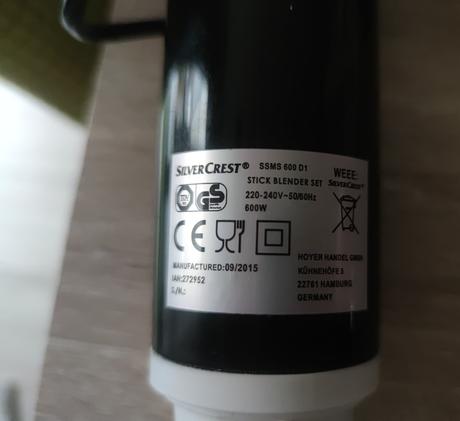 SILVERCREST® SSMS 600 D1
STICK BLENDER SET
220-240V~50/60Hz
600W
WEEE:
SILVERCREST®
GS
CE
MANUFACTURED:09/2015
IAN:272952
S./N.:
HOYER HANDEL GMBH
KÜHNEHÖFE 5
22761 HAMBURG
GERMANY